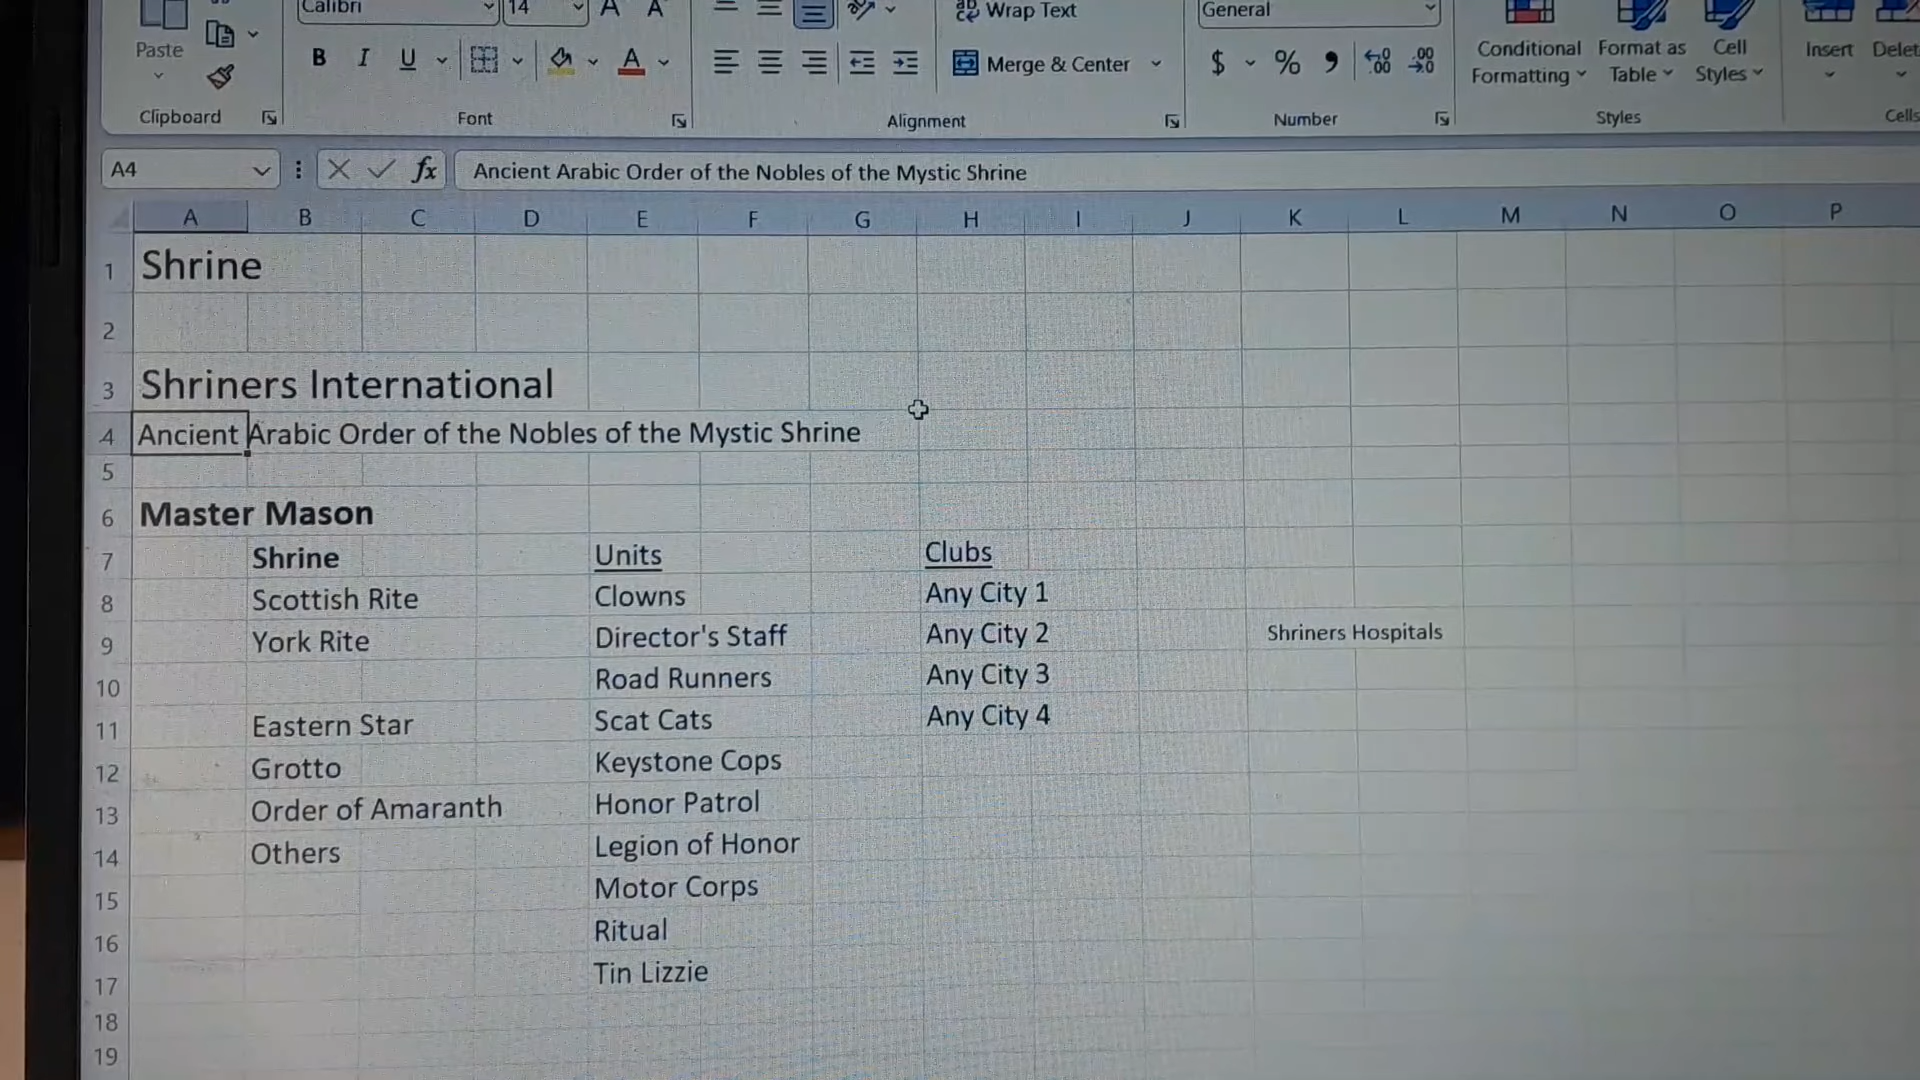 Calibri 14 A A Wrap Text General
Paste B I U A Merge & Center $ % , .00 Conditional Formatting Format as Table Cell Styles Insert Delet
Clipboard Font Alignment Number Styles Cells
A4 fx Ancient Arabic Order of the Nobles of the Mystic Shrine
A B C D E F G H I J K L M N O P
1 Shrine
2
3 Shriners International
4 Ancient Arabic Order of the Nobles of the Mystic Shrine
5
6 Master Mason
7 Shrine Units Clubs
8 Scottish Rite Clowns Any City 1
9 York Rite Director's Staff Any City 2 Shriners Hospitals
10 Road Runners Any City 3
11 Eastern Star Scat Cats Any City 4
12 Grotto Keystone Cops
13 Order of Amaranth Honor Patrol
14 Others Legion of Honor
15 Motor Corps
16 Ritual
17 Tin Lizzie
18
19